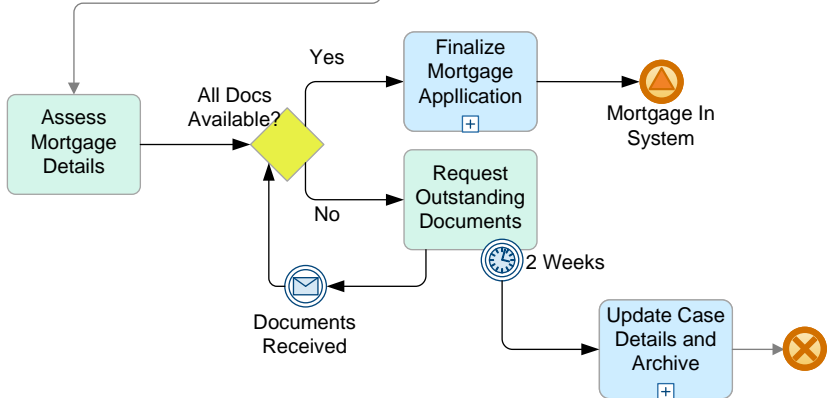 Yes
Finalize
Mortgage
Appllication
All Docs
Available?
Assess
Mortgage
Details
Mortgage In
System
Request
Outstanding
Documents
No
2 Weeks
Documents
Received
Update Case
Details and
Archive